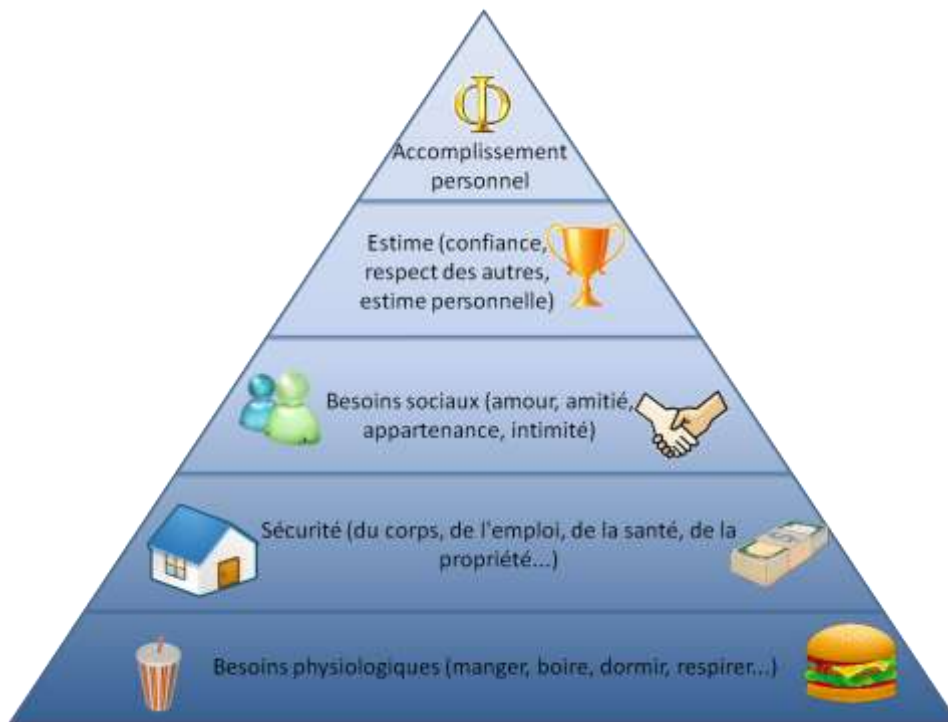 Φ
Accomplissement
personnel
Estime (confiance,
respect des autres,
estime personnelle)
Besoins sociaux (amour, amitié,
appartenance, intimité)
Sécurité (du corps, de l'emploi, de la santé, de la
propriété...)
Besoins physiologiques (manger, boire, dormir, respirer...)